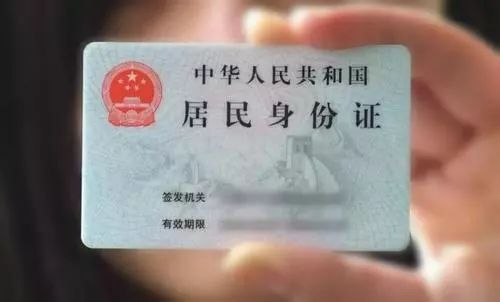 中华人民共和国
居民身份证
签发机关
有效期限